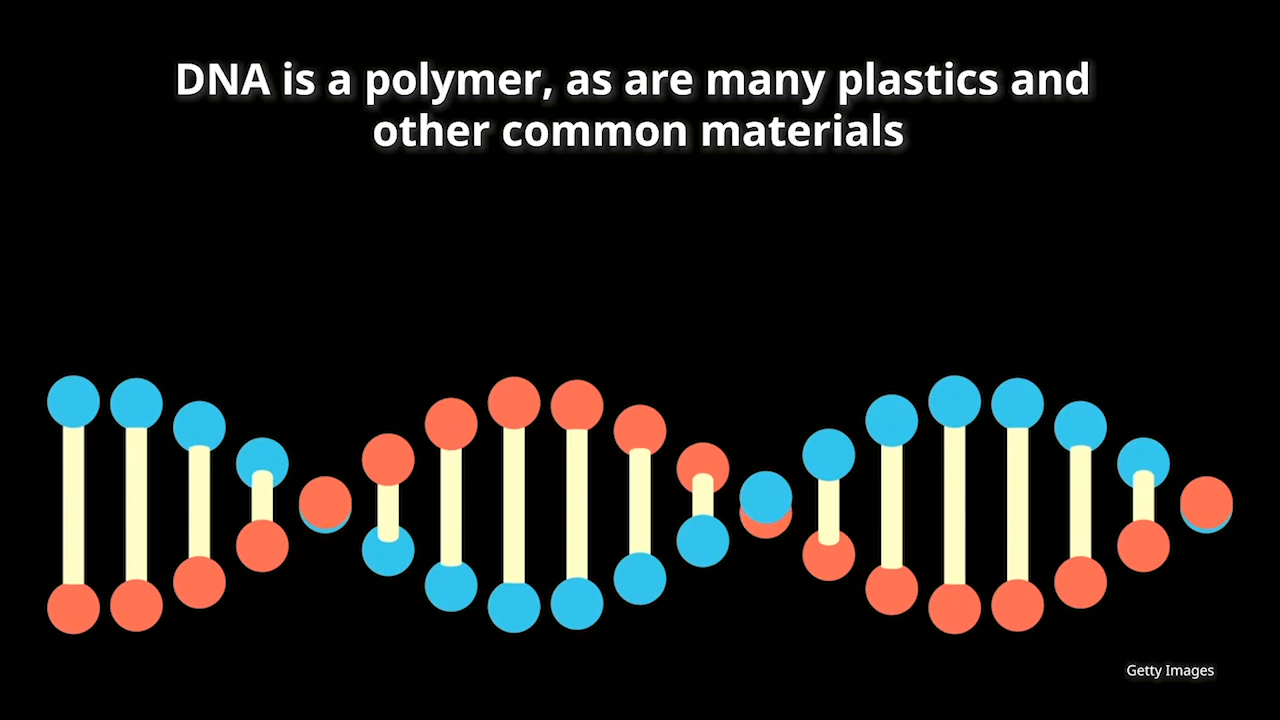 DNA is a polymer, as are many plastics and
other common materials
Getty Images